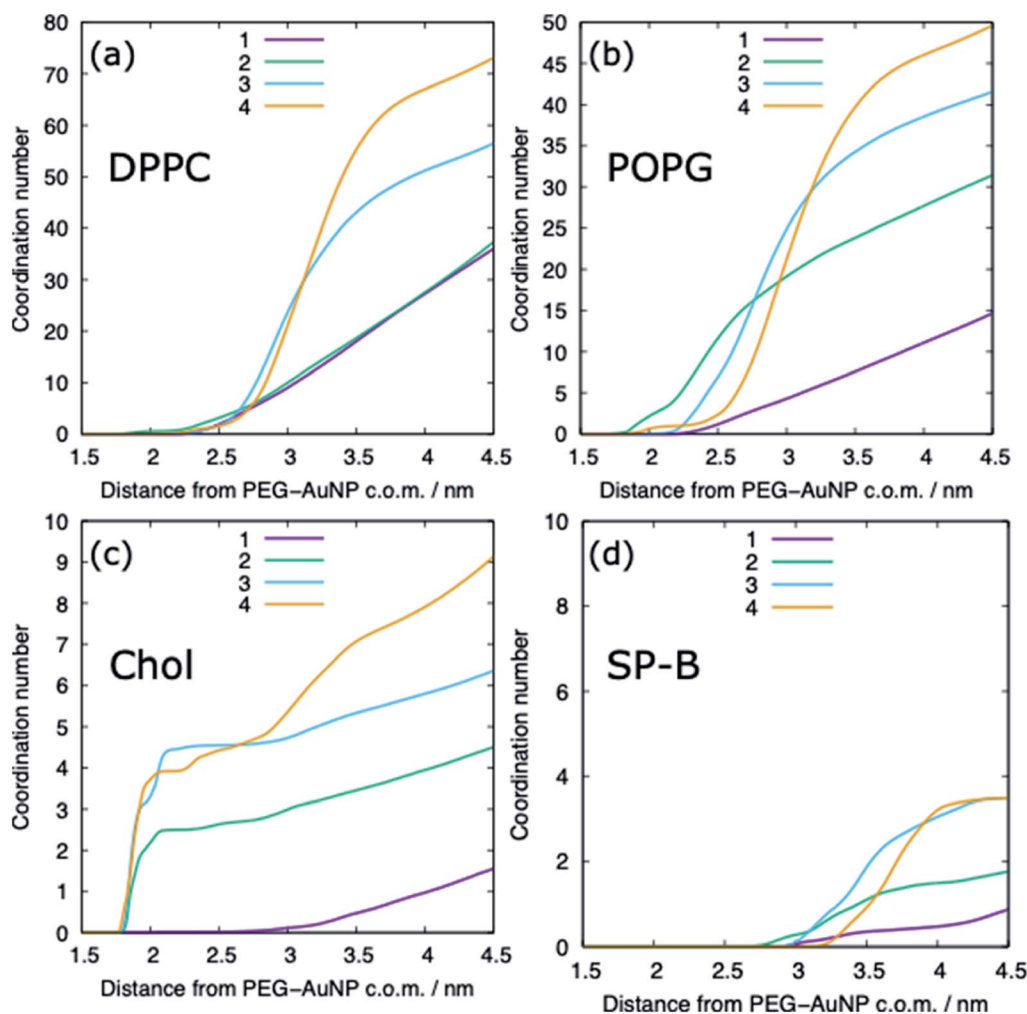 (a)
1
2
3
4
DPPC
Coordination number
80
70
60
50
40
30
20
10
0
1.5 2 2.5 3 3.5 4 4.5
Distance from PEG−AuNP c.o.m. / nm
(b)
1
2
3
4
POPG
Coordination number
50
45
40
35
30
25
20
15
10
5
0
1.5 2 2.5 3 3.5 4 4.5
Distance from PEG−AuNP c.o.m. / nm
(c)
1
2
3
4
Chol
Coordination number
10
9
8
7
6
5
4
3
2
1
0
1.5 2 2.5 3 3.5 4 4.5
Distance from PEG−AuNP c.o.m. / nm
(d)
1
2
3
4
SP-B
Coordination number
10
8
6
4
2
0
1.5 2 2.5 3 3.5 4 4.5
Distance from PEG−AuNP c.o.m. / nm